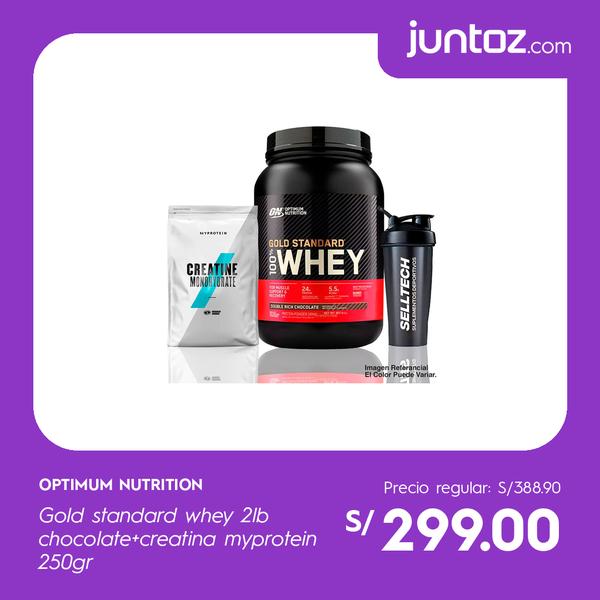 juntoz.com
MYPROTEIN
CREATINE
MONOHYDRATE
ON OPTIMUM
NUTRITION
GOLD STANDARD
100% WHEY
FOR MUSCLE
SUPPORT &
RECOVERY
24
5.5
DOUBLE RICH CHOCOLATE
SELLTECH
SUPLEMENTOS DEPORTIVOS
Imagen Referancial
El Color Puede Variar.
OPTIMUM NUTRITION
Precio regular: S/388.90
Gold standard whey 2lb
chocolate+creatina myprotein
250gr
S/ 299.00